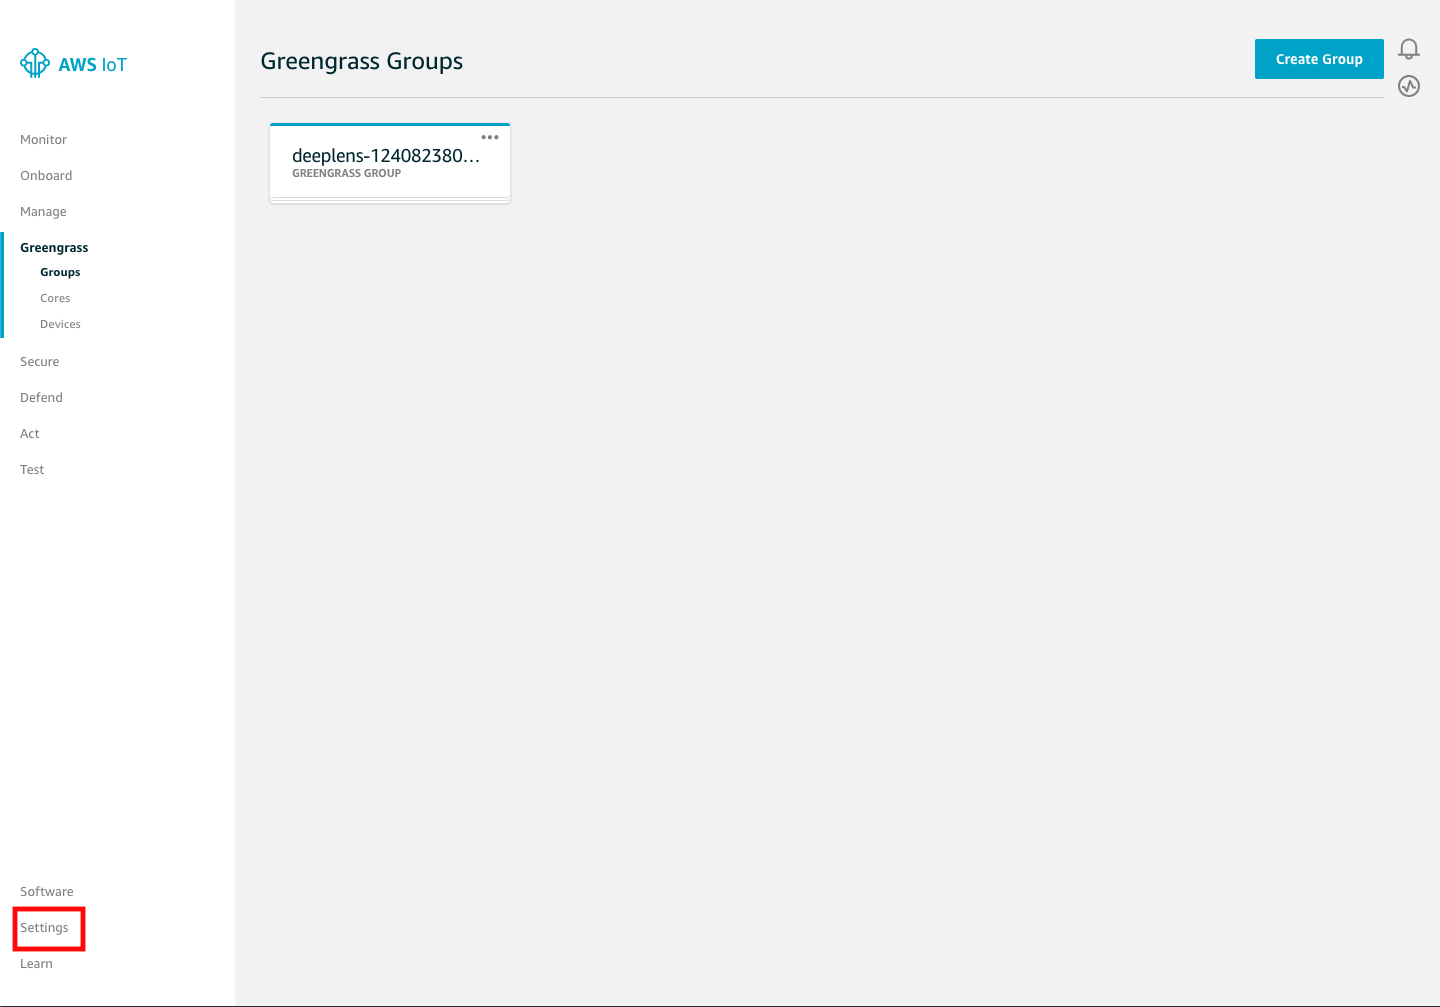 AWS IoT
Monitor
Onboard
Manage
Greengrass
Groups
Cores
Devices
Secure
Defend
Act
Test
Software
Settings
Learn
Greengrass Groups
Create Group
deeplens-124082380...
GREENGRASS GROUP